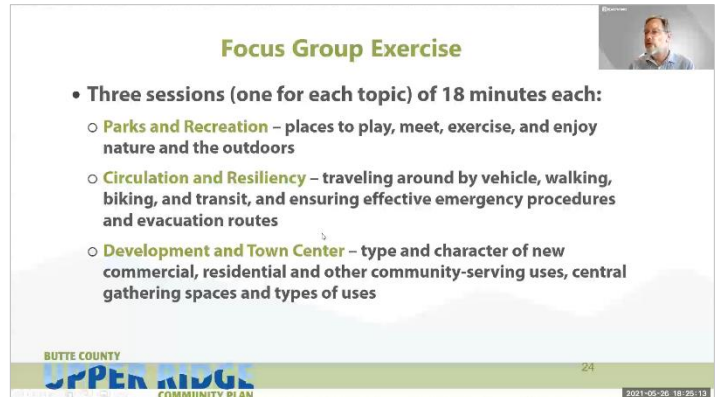 Focus Group Exercise
• Three sessions (one for each topic) of 18 minutes each:
○ Parks and Recreation – places to play, meet, exercise, and enjoy
nature and the outdoors
○ Circulation and Resiliency – traveling around by vehicle, walking,
biking, and transit, and ensuring effective emergency procedures
and evacuation routes
○ Development and Town Center – type and character of new
commercial, residential and other community-serving uses, central
gathering spaces and types of uses
BUTTE COUNTY
24
UPPER RIDGE
COMMUNITY PLAN
2021-05-26 18:25:13